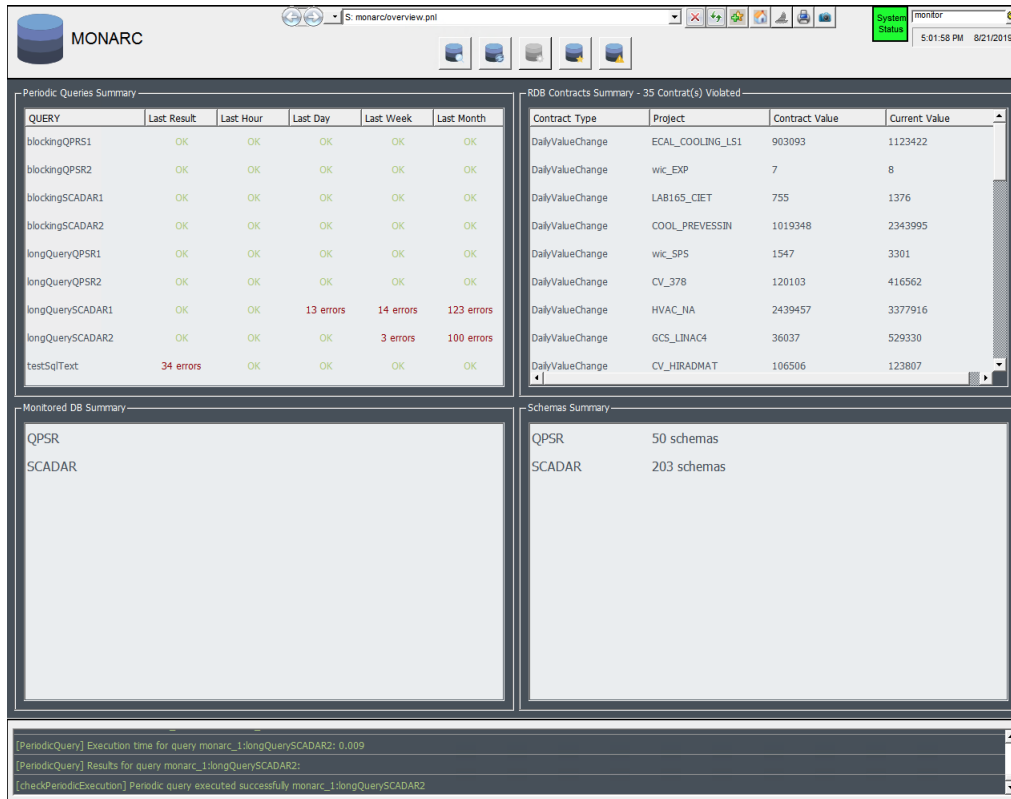 S: monarc/overview.pnl
System Status
monitor
MONARC
5:01:58 PM 8/21/2019
Periodic Queries Summary
QUERY Last Result Last Hour Last Day Last Week Last Month
blockingQPRS1 OK OK OK OK OK
blockingQPSR2 OK OK OK OK OK
blockingSCADAR1 OK OK OK OK OK
blockingSCADAR2 OK OK OK OK OK
longQueryQPSR1 OK OK OK OK OK
longQueryQPSR2 OK OK OK OK OK
longQuerySCADAR1 OK OK 13 errors 14 errors 123 errors
longQuerySCADAR2 OK OK OK 3 errors 100 errors
testSqlText 34 errors OK OK OK OK
RDB Contracts Summary - 35 Contrat(s) Violated
Contract Type Project Contract Value Current Value
DailyValueChange ECAL_COOLING_LS1 903093 1123422
DailyValueChange wic_EXP 7 8
DailyValueChange LAB165_CIET 755 1376
DailyValueChange COOL_PREVESSIN 1019348 2343995
DailyValueChange wic_SPS 1547 3301
DailyValueChange CV_378 120103 416562
DailyValueChange HVAC_NA 2439457 3377916
DailyValueChange GCS_LINAC4 36037 529330
DailyValueChange CV_HIRADMAT 106506 123807
Monitored DB Summary
QPSR
SCADAR
Schemas Summary
QPSR 50 schemas
SCADAR 203 schemas
[PeriodicQuery] Execution time for query monarc_1:longQuerySCADAR2: 0.009
[PeriodicQuery] Results for query monarc_1:longQuerySCADAR2:
[checkPeriodicExecution] Periodic query executed successfully monarc_1:longQuerySCADAR2